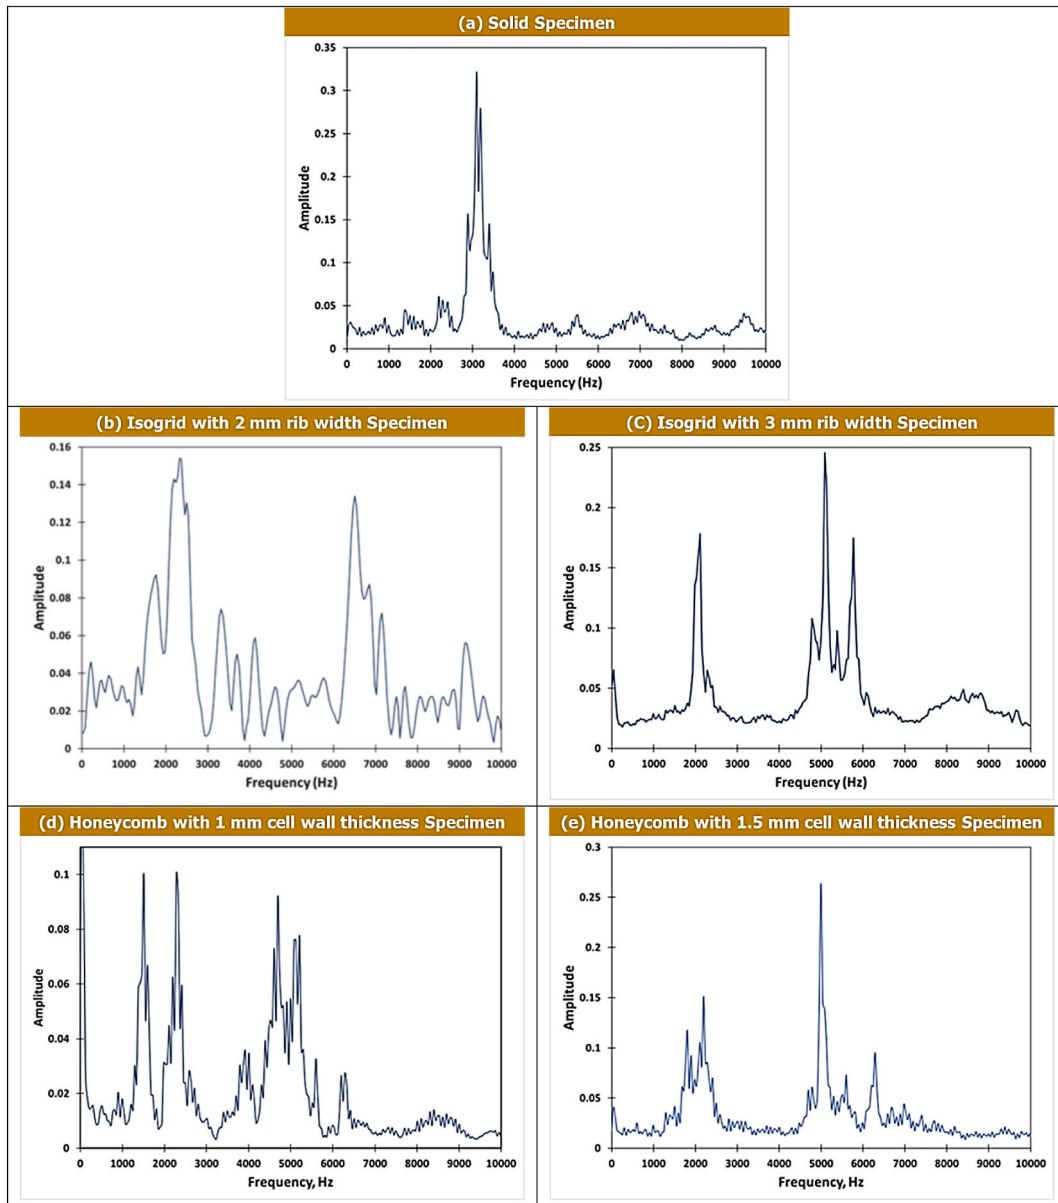 (a) Solid Specimen
0.35
0.3
0.25
0.2
0.15
0.1
0.05
0
Amplitude
0 1000 2000 3000 4000 5000 6000 7000 8000 9000 10000
Frequency (Hz)
(b) Isogrid with 2 mm rib width Specimen
0.16
0.14
0.12
0.1
0.08
0.06
0.04
0.02
0
Amplitude
0 1000 2000 3000 4000 5000 6000 7000 8000 9000 10000
Frequency (Hz)
(C) Isogrid with 3 mm rib width Specimen
0.25
0.2
0.15
0.1
0.05
0
Amplitude
0 1000 2000 3000 4000 5000 6000 7000 8000 9000 10000
Frequency (Hz)
(d) Honeycomb with 1 mm cell wall thickness Specimen
0.1
0.08
0.06
0.04
0.02
0
Amplitude
0 1000 2000 3000 4000 5000 6000 7000 8000 9000 10000
Frequency, Hz
(e) Honeycomb with 1.5 mm cell wall thickness Specimen
0.3
0.25
0.2
0.15
0.1
0.05
0
Amplitude
0 1000 2000 3000 4000 5000 6000 7000 8000 9000 10000
Frequency, Hz